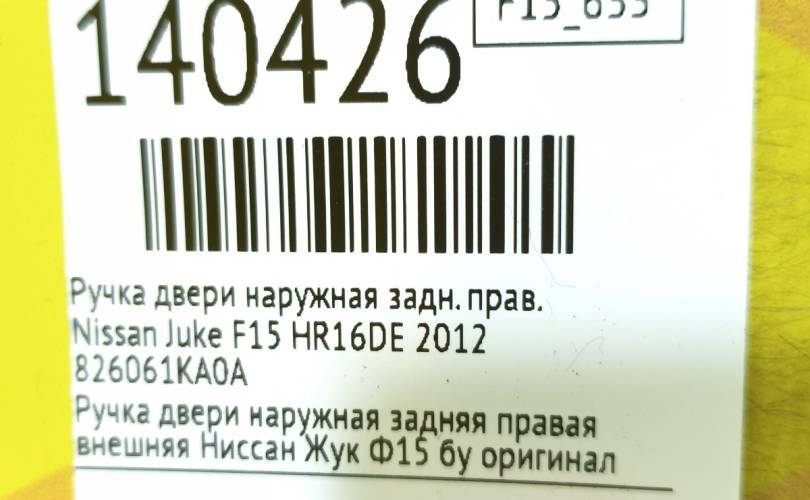 140426
F15_655
Ручка двери наружная задн. прав.
Nissan Juke F15 HR16DE 2012
826061KA0A
Ручка двери наружная задняя правая
внешняя Ниссан Жук Ф15 бу оригинал